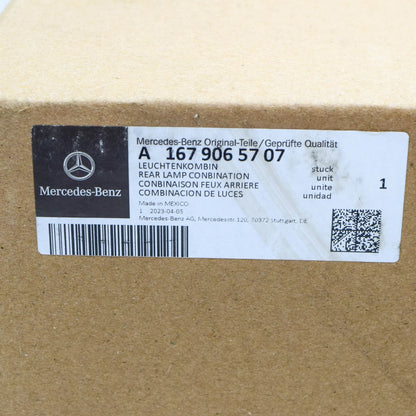 Mercedes-Benz Original-Teile/Geprüfte Qualität
A 167 906 57 07
LEUCHTENKOMBIN stuck
REAR LAMP CONBINATION unit
CONBINAISON FEUX ARRIERE unite
COMBINACION DE LUCES unidad
1
Made in MEXICO
1 2023-04-05
Mercedes-Benz AG, Mercedesstr.120, 70372 Stuttgart, DE
Mercedes-Benz